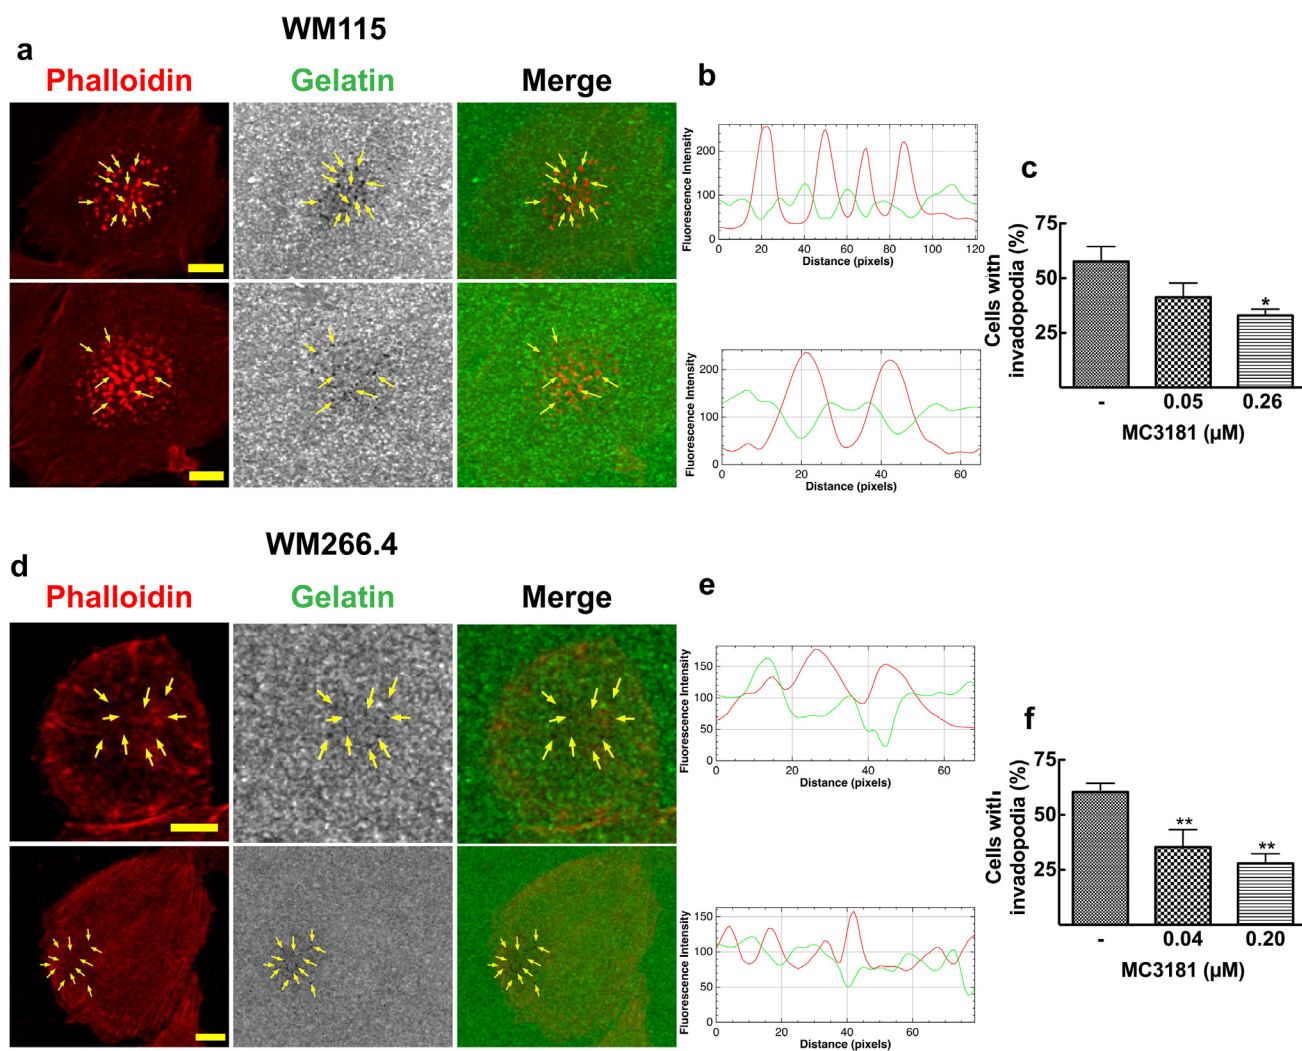 WM115
a
Phalloidin Gelatin Merge
b
Fluorescence Intensity
200
100
0
0 20 40 60 80 100 120
Distance (pixels)
Fluorescence Intensity
200
100
0
0 20 40 60
Distance (pixels)
c
Cells with
invadopodia (%)
75
50
25
- 0.05 0.26
*
MC3181 (µM)
WM266.4
d
Phalloidin Gelatin Merge
e
Fluorescence Intensity
150
100
50
0
0 20 40 60
Distance (pixels)
Fluorescence Intensity
150
100
50
0
0 20 40 60
Distance (pixels)
f
Cells with
invadopodia (%)
75
50
25
** **
- 0.04 0.20
MC3181 (µM)